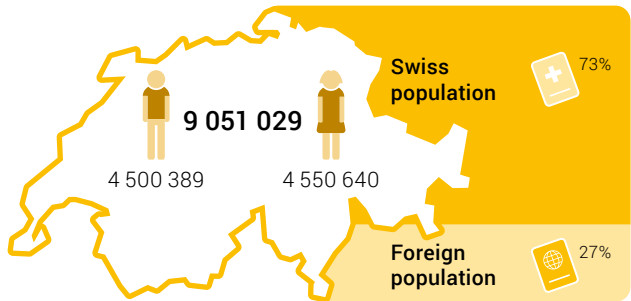 Swiss
population
73%
9 051 029
4 500 389
4 550 640
Foreign
population
27%